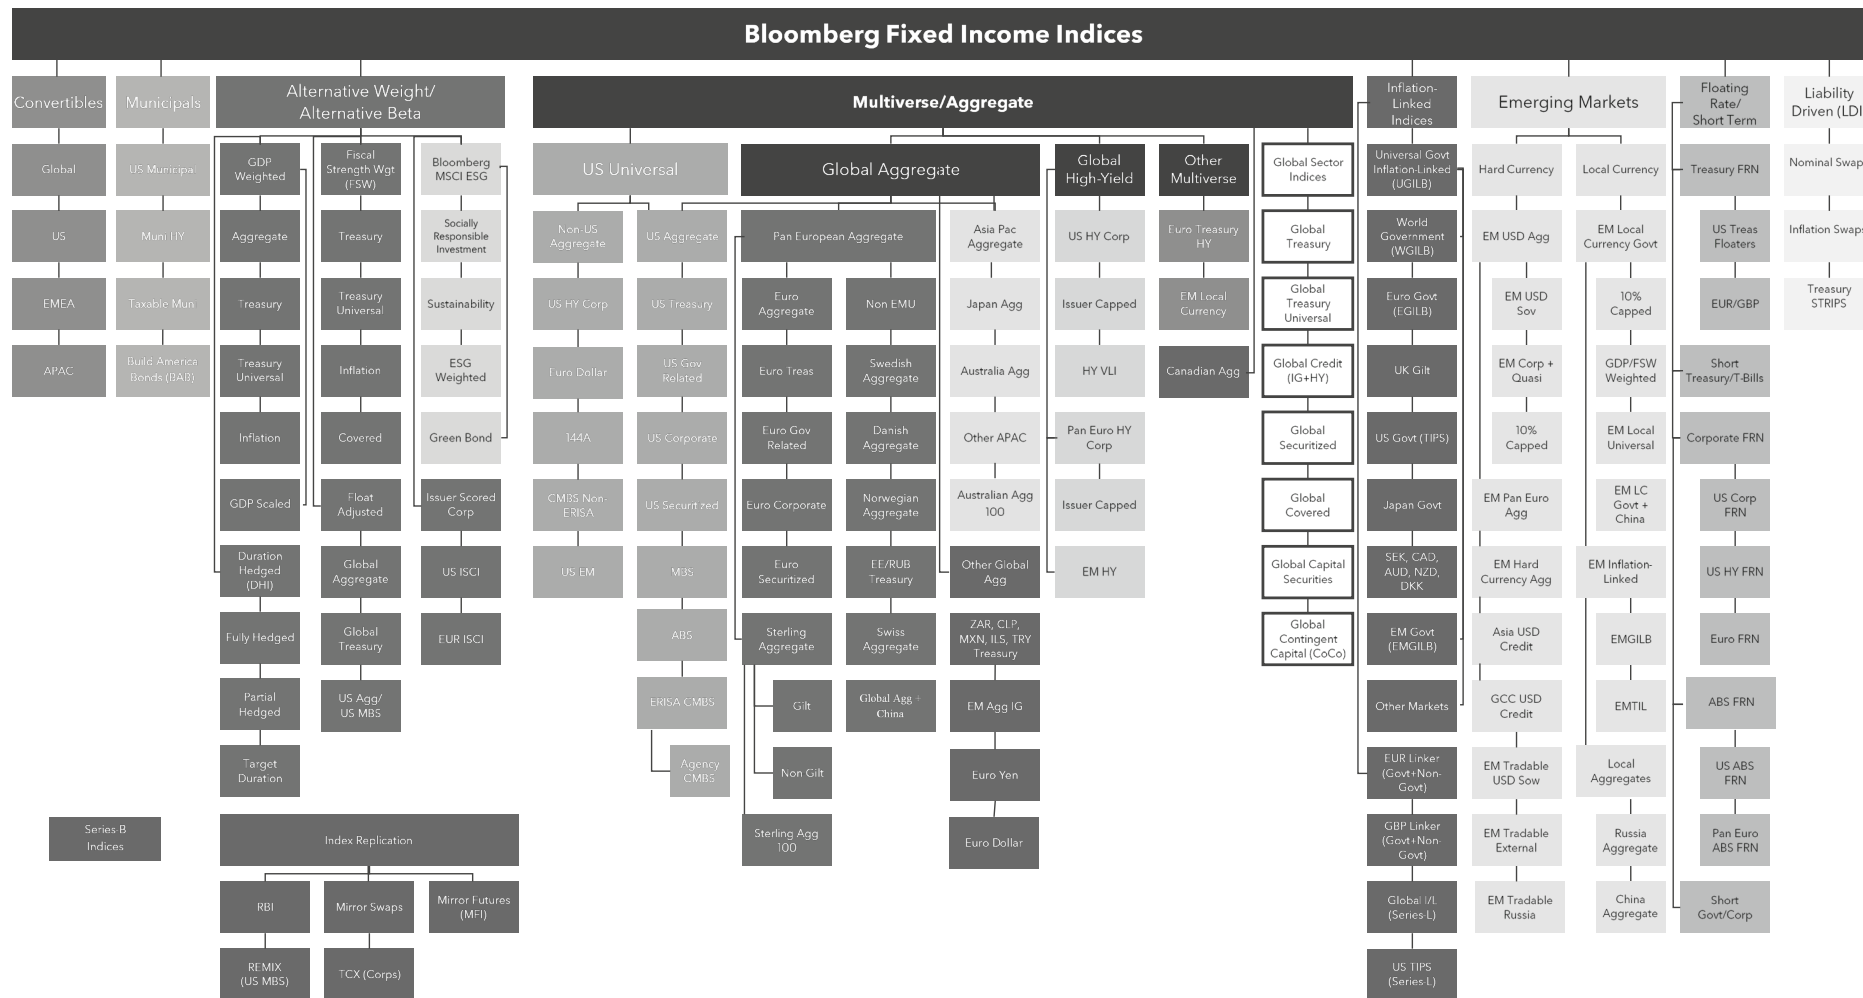 Bloomberg Fixed Income Indices
Convertibles
Global
US
EMEA
APAC
Municipals
US Municipal
Muni HY
Taxable Muni
Build America
Bonds (BAB)
Alternative Weight/
Alternative Beta
GDP
Weighted
Aggregate
Treasury
Treasury
Universal
Inflation
GDP Scaled
Duration
Hedged
(DHI)
Fully Hedged
Partial
Hedged
Target
Duration
Fiscal
Strength Wgt
(FSW)
Treasury
Treasury
Universal
Inflation
Covered
Float
Adjusted
Global
Aggregate
Global
Treasury
US Agg/
US MBS
Bloomberg
MSCI ESG
Socially
Responsible
Investment
Sustainability
ESG
Weighted
Green Bond
Issuer Scored
Corp
US ISCI
EUR ISCI
Multiverse/Aggregate
US Universal
Non-US
Aggregate
US HY Corp
Euro Dollar
144A
CMBS Non-
ERISA
US EM
US Aggregate
US Treasury
US Gov
Related
US Corporate
US Securitized
MBS
ABS
ERISA CMBS
Agency
CMBS
Global Aggregate
Pan European Aggregate
Euro
Aggregate
Euro Treas
Euro Gov
Related
Euro Corporate
Euro
Securitized
Sterling
Aggregate
Gilt
Non Gilt
Sterling Agg
100
Non EMU
Swedish
Aggregate
Danish
Aggregate
Norwegian
Aggregate
EE/RUB
Treasury
Swiss
Aggregate
Global Agg +
China
Asia Pac
Aggregate
Japan Agg
Australia Agg
Other APAC
Australian Agg
100
Other Global
Agg
ZAR, CLP,
MXN, ILS, TRY
Treasury
EM Agg IG
Euro Yen
Euro Dollar
Global
High-Yield
US HY Corp
Issuer Capped
HY VLI
Pan Euro HY
Corp
Issuer Capped
EM HY
Other
Multiverse
Euro Treasury
HY
EM Local
Currency
Canadian Agg
Global Sector
Indices
Global
Treasury
Global
Treasury
Universal
Global Credit
(IG+HY)
Global
Securitized
Global
Covered
Global Capital
Securities
Global
Contingent
Capital (CoCo)
Inflation-
Linked
Indices
Universal Govt
Inflation-Linked
(UGILB)
World
Government
(WGILB)
Euro Govt
(EGILB)
UK Gilt
US Govt (TIPS)
Japan Govt
SEK, CAD,
AUD, NZD,
DKK
EM Govt
(EMGILB)
Other Markets
EUR Linker
(Govt+Non-
Govt)
GBP Linker
(Govt+Non-
Govt)
Global I/L
(Series-L)
US TIPS
(Series-L)
Emerging Markets
Hard Currency
EM USD Agg
EM USD
Sov
EM Corp +
Quasi
10%
Capped
EM Pan Euro
Agg
EM Hard
Currency Agg
Asia USD
Credit
GCC USD
Credit
EM Tradable
USD Sow
EM Tradable
External
EM Tradable
Russia
Local Currency
EM Local
Currency Govt
10%
Capped
GDP/FSW
Weighted
EM Local
Universal
EM LC
Govt +
China
EM Inflation-
Linked
EMGILB
EMTIL
Local
Aggregates
Russia
Aggregate
China
Aggregate
Floating
Rate/
Short Term
Treasury FRN
US Treas
Floaters
EUR/GBP
Short
Treasury/T-Bills
Corporate FRN
US Corp
FRN
US HY FRN
Euro FRN
ABS FRN
US ABS
FRN
Pan Euro
ABS FRN
Short
Govt/Corp
Liability
Driven (LDI
Nominal Swap
Inflation Swaps
Treasury
STRIPS
Series-B
Indices
Index Replication
RBI
REMIX
(US MBS)
Mirror Swaps
TCX (Corps)
Mirror Futures
(MFI)